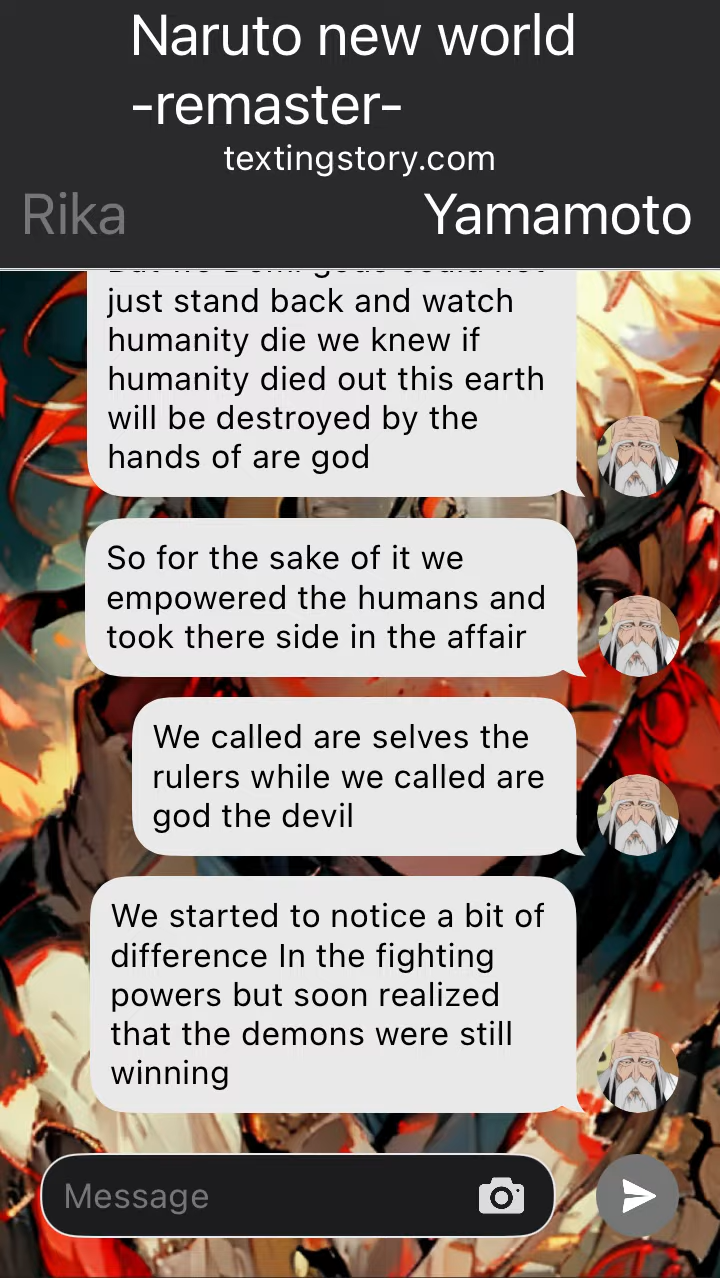 Naruto new world
-remaster-
textingstory.com
Rika
Yamamoto
just stand back and watch
humanity die we knew if
humanity died out this earth
will be destroyed by the
hands of are god
So for the sake of it we
empowered the humans and
took there side in the affair
We called are selves the
rulers while we called are
god the devil
We started to notice a bit of
difference In the fighting
powers but soon realized
that the demons were still
winning
Message